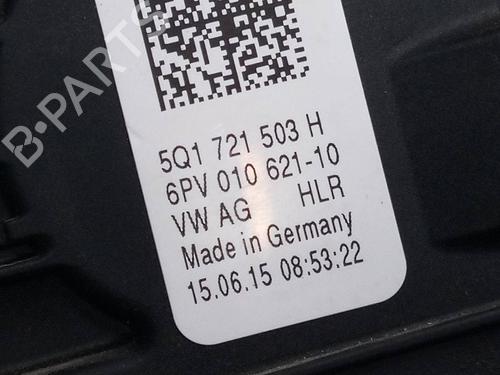 B-PARTS
5Q1 721 503 H
6PV 010 621-10
VW AG HLR
Made in Germany
15.06.15 08:53:22